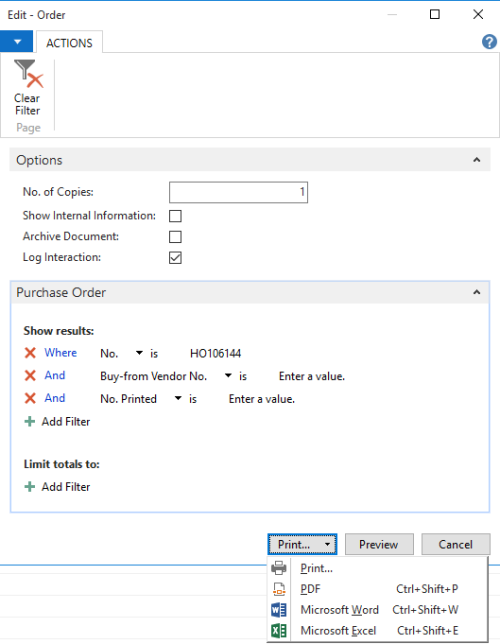 Edit - Order
ACTIONS
Clear
Filter
Page
Options
No. of Copies: 1
Show Internal Information:
Archive Document:
Log Interaction:
Purchase Order
Show results:
Where No. is HO106144
And Buy-from Vendor No. is Enter a value.
And No. Printed is Enter a value.
Add Filter
Limit totals to:
Add Filter
Print... Preview Cancel
Print...
PDF Ctrl+Shift+P
Microsoft Word Ctrl+Shift+W
Microsoft Excel Ctrl+Shift+E